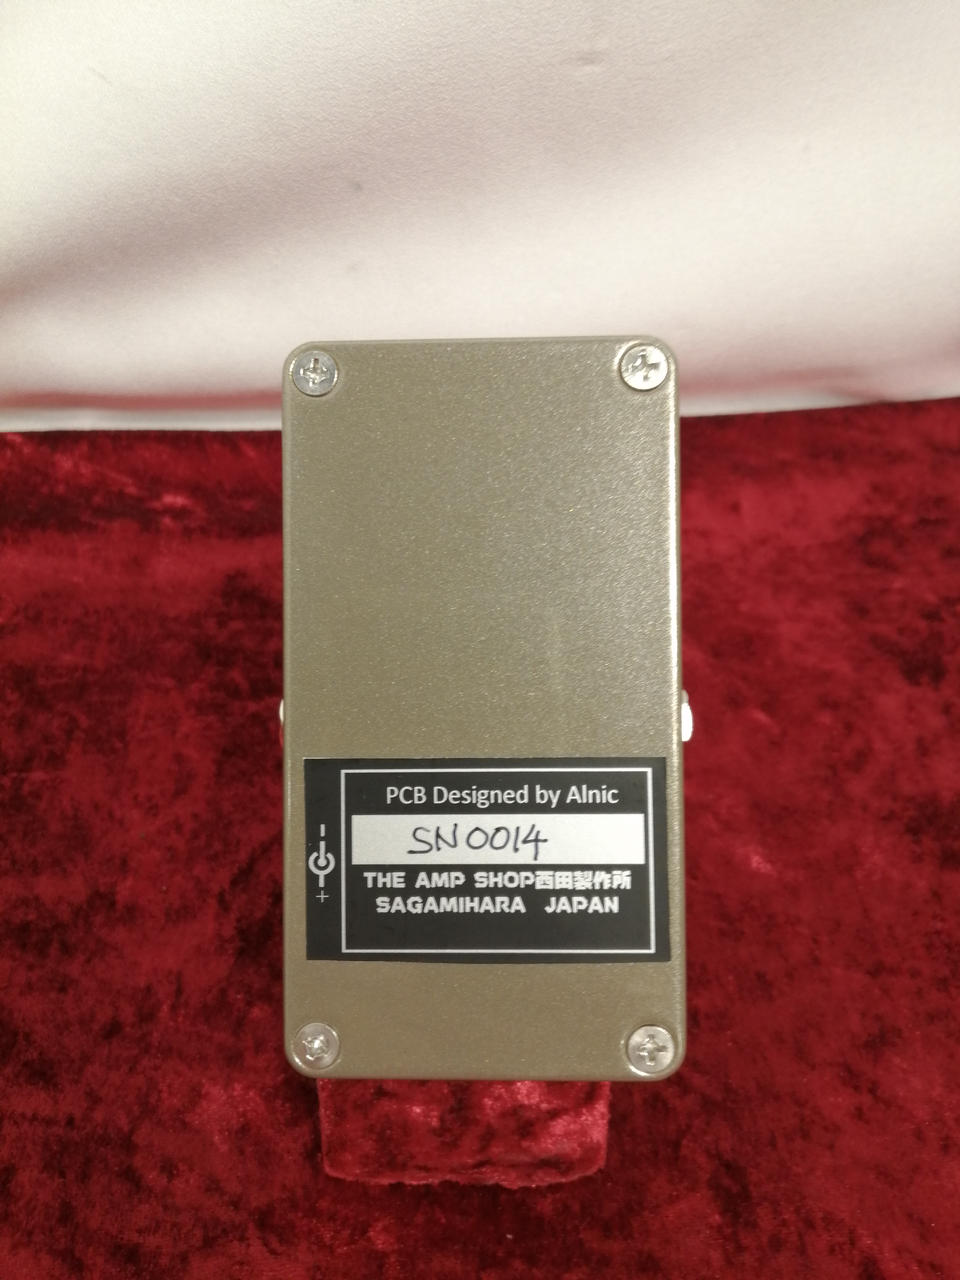 PCB Designed by Alnic
SN0014
THE AMP SHOP西田製作所
SAGAMIHARA JAPAN
+